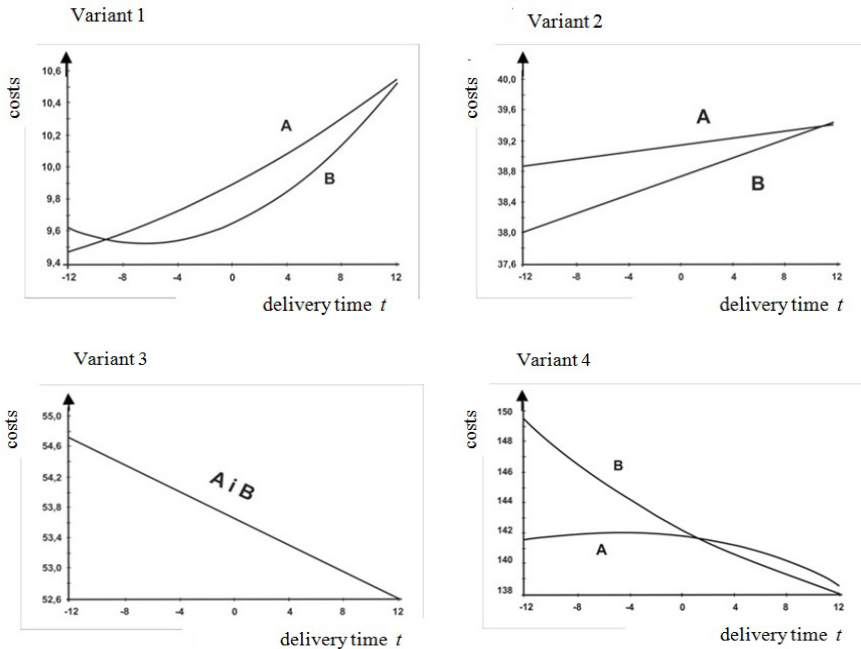 Variant 1
costs
10,6
10,4
10,2
10,0
9,8
9,6
9,4
A
B
-12 -8 -4 0 4 8 12
delivery time t
Variant 2
costs
40,0
39,6
39,2
38,8
38,4
38,0
37,6
A
B
-12 -8 -4 0 4 8 12
delivery time t
Variant 3
costs
55,0
54,6
54,2
53,8
53,4
53,0
52,6
A i B
-12 -8 -4 0 4 8 12
delivery time t
Variant 4
costs
150
148
146
144
142
140
138
B
A
-12 -8 -4 0 4 8 12
delivery time t